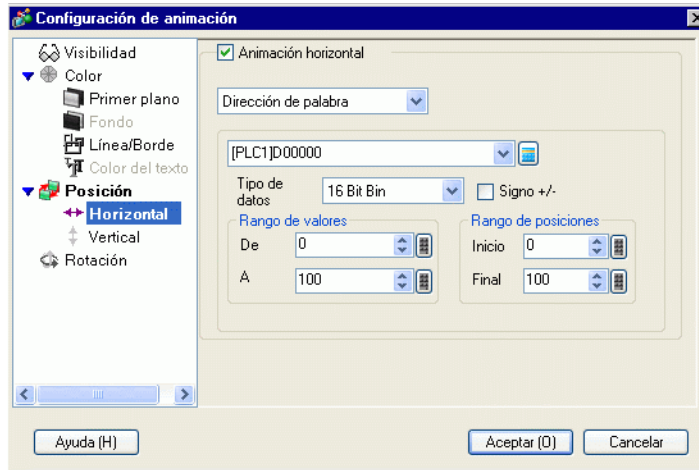 Configuración de animación
Visibilidad
Color
Primer plano
Fondo
Línea/Borde
Color del texto
Posición
Horizontal
Vertical
Rotación
Animación horizontal
Dirección de palabra
[PLC1]D00000
Tipo de datos
16 Bit Bin
Signo +/-
Rango de valores
De 0
A 100
Rango de posiciones
Inicio 0
Final 100
Ayuda (H)
Aceptar (O)
Cancelar